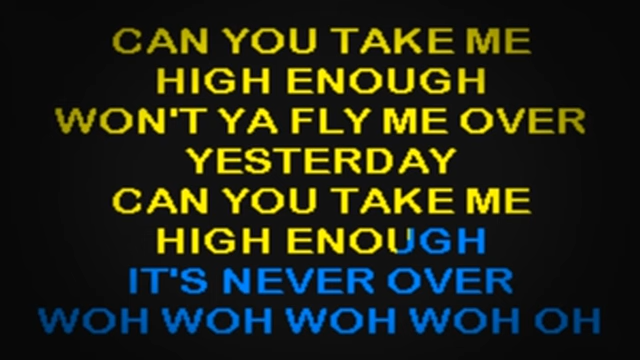 CAN YOU TAKE ME
HIGH ENOUGH
WON'T YA FLY ME OVER
YESTERDAY
CAN YOU TAKE ME
HIGH ENOUGH
IT'S NEVER OVER
WOH WOH WOH WOH OH